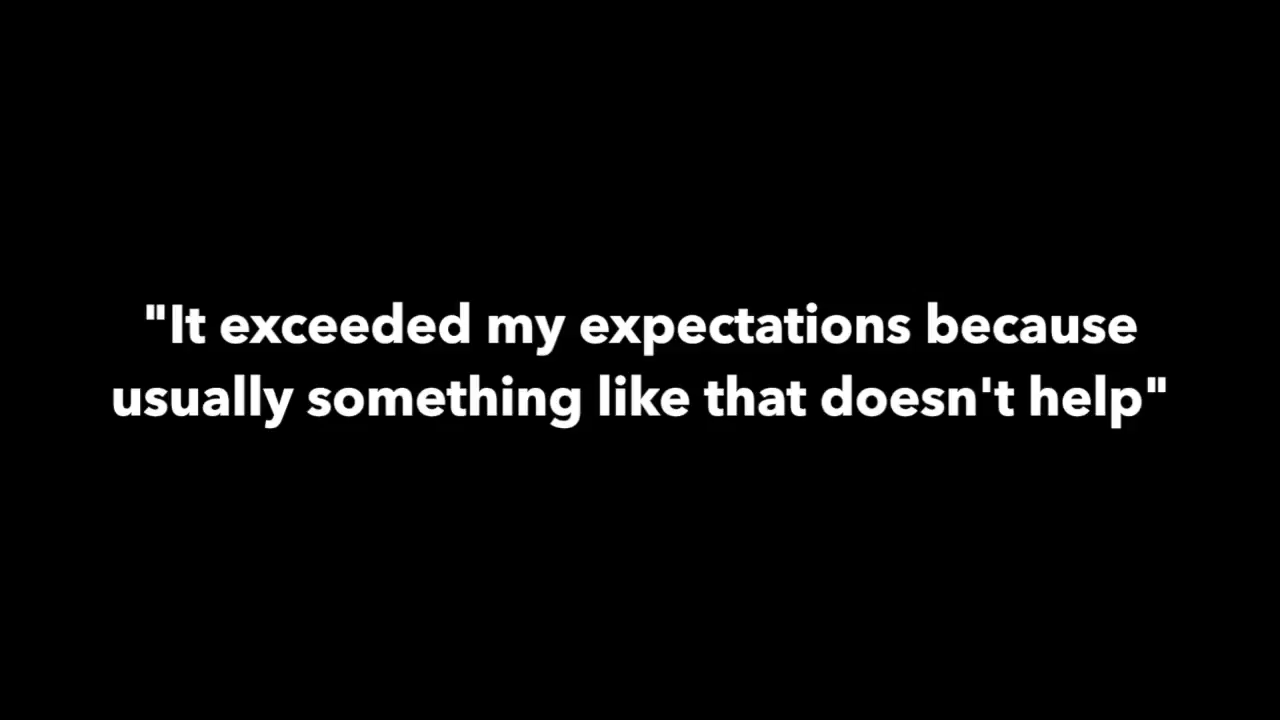 "It exceeded my expectations because
usually something like that doesn't help"